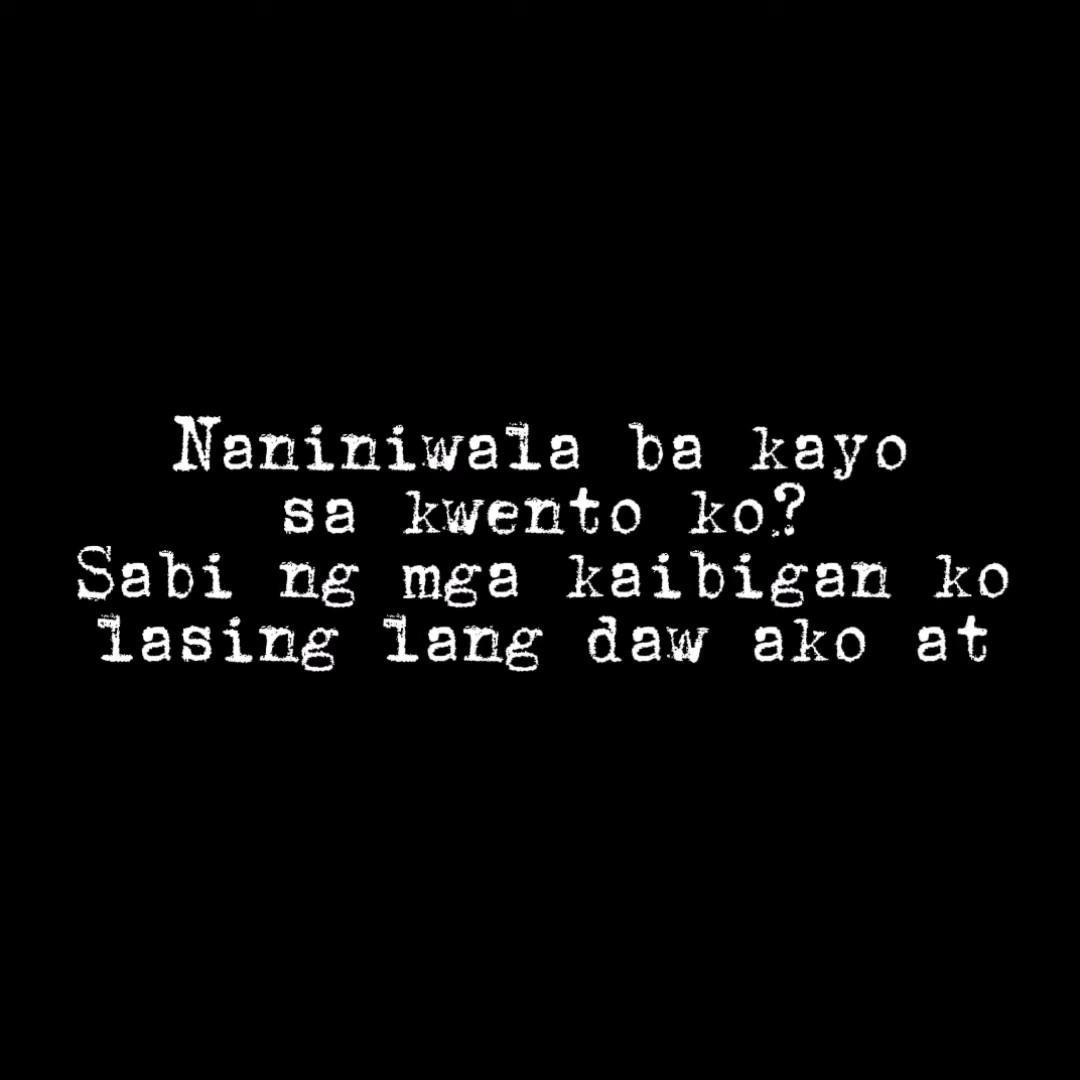 Naniniwala ba kayo
sa kwento ko?
Sabi ng mga kaibigan ko
lasing lang daw ako at